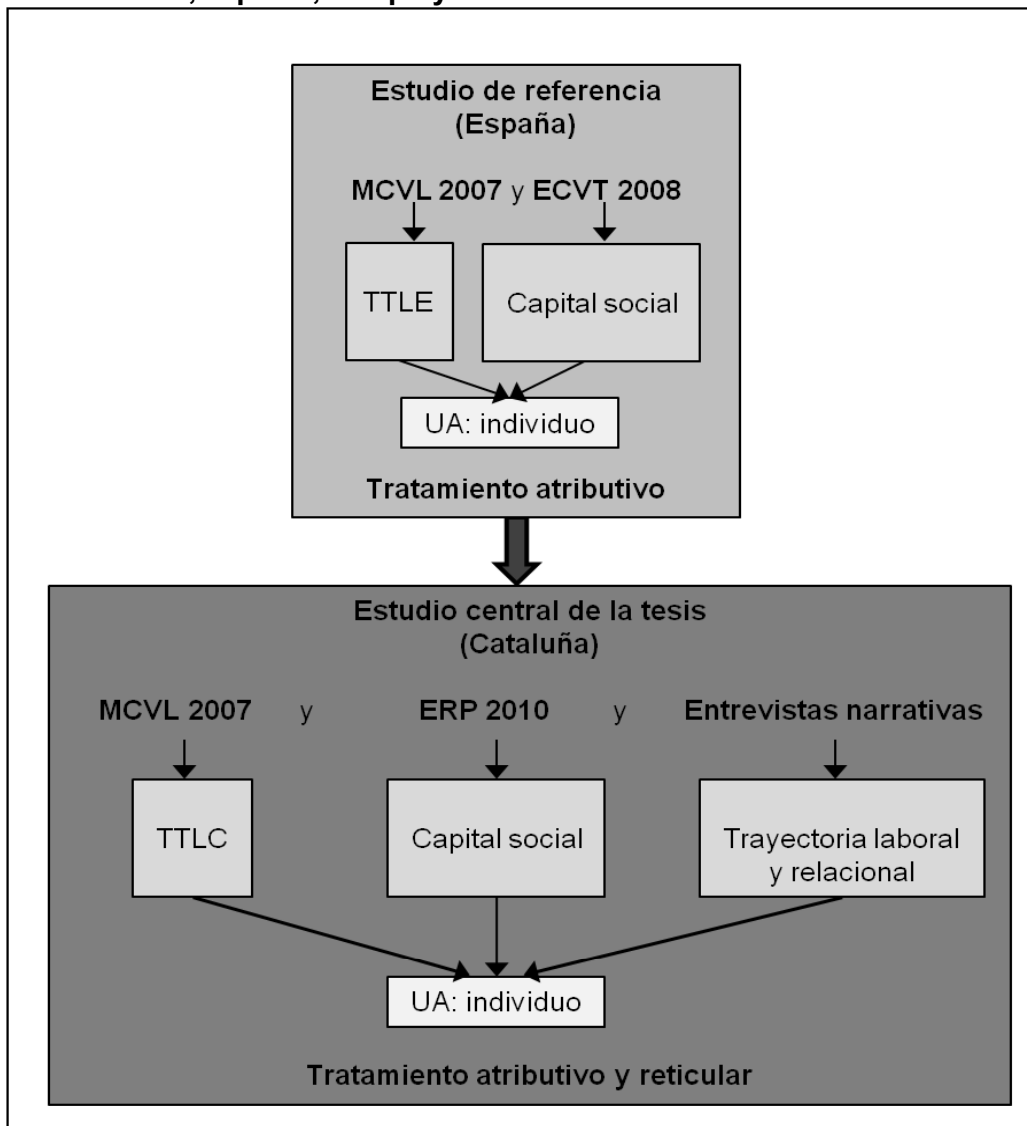 Estudio de referencia
(España)
MCVL 2007 y ECVT 2008
TTLE
Capital social
UA: individuo
Tratamiento atributivo
Estudio central de la tesis
(Cataluña)
MCVL 2007 y ERP 2010 y Entrevistas narrativas
TTLC
Capital social
Trayectoria laboral
y relacional
UA: individuo
Tratamiento atributivo y reticular